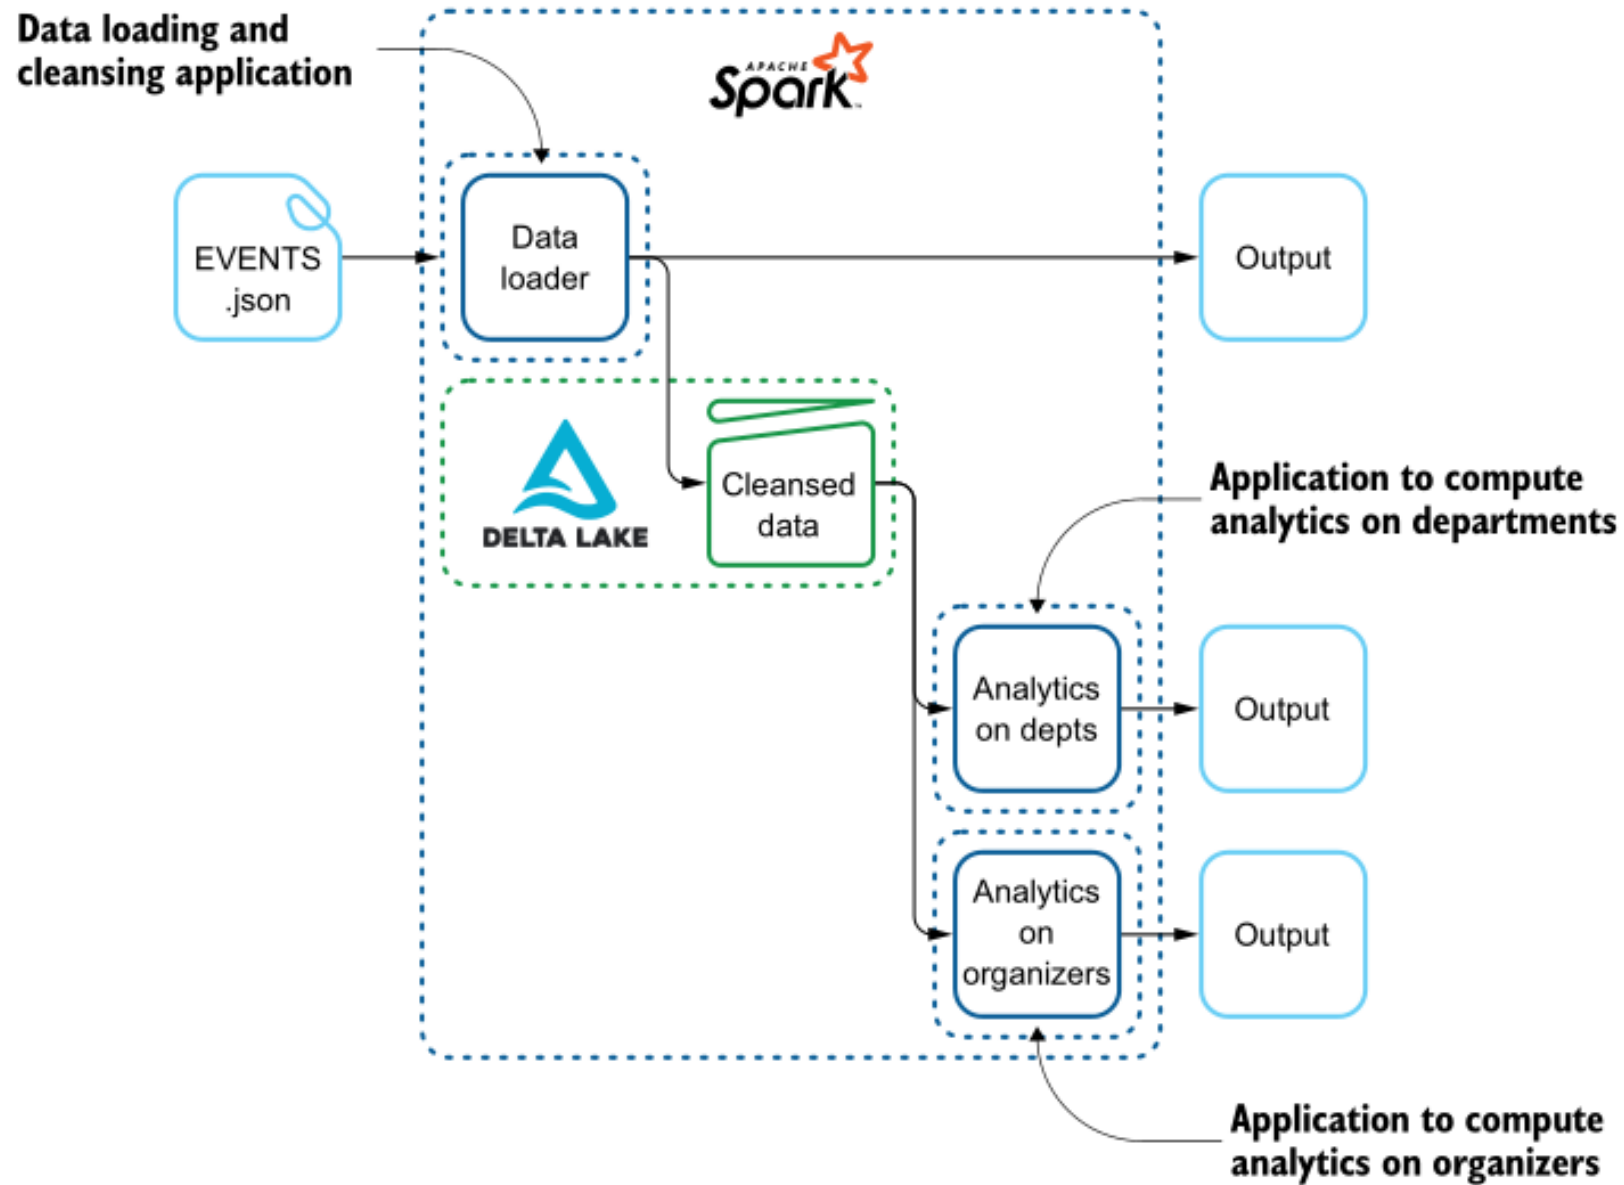 Data loading and
cleansing application
APACHE
Spark™
EVENTS
.json
Data
loader
Output
DELTA LAKE
Cleansed
data
Application to compute
analytics on departments
Analytics
on depts
Output
Analytics
on
organizers
Output
Application to compute
analytics on organizers